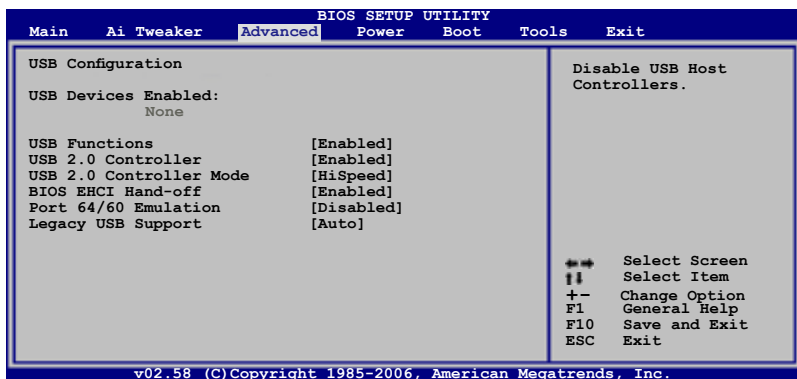 BIOS SETUP UTILITY
Main Ai Tweaker Advanced Power Boot Tools Exit
USB Configuration
USB Devices Enabled:
None
USB Functions [Enabled]
USB 2.0 Controller [Enabled]
USB 2.0 Controller Mode [HiSpeed]
BIOS EHCI Hand-off [Enabled]
Port 64/60 Emulation [Disabled]
Legacy USB Support [Auto]
Disable USB Host
Controllers.
←→ Select Screen
↑↓ Select Item
+- Change Option
F1 General Help
F10 Save and Exit
ESC Exit
v02.58 (C)Copyright 1985-2006, American Megatrends, Inc.